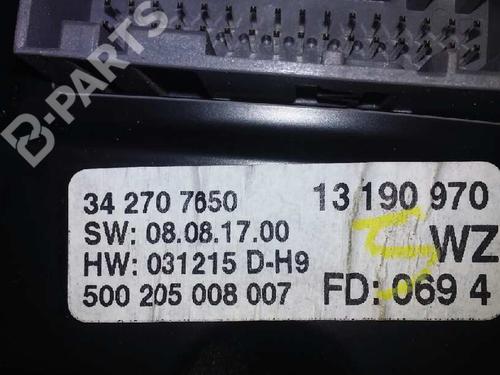 B-PARTS
34 270 7650 13 190 970
SW: 08.08.17.00 WZ
HW: 031215 D-H9
500 205 008 007 FD: 069 4